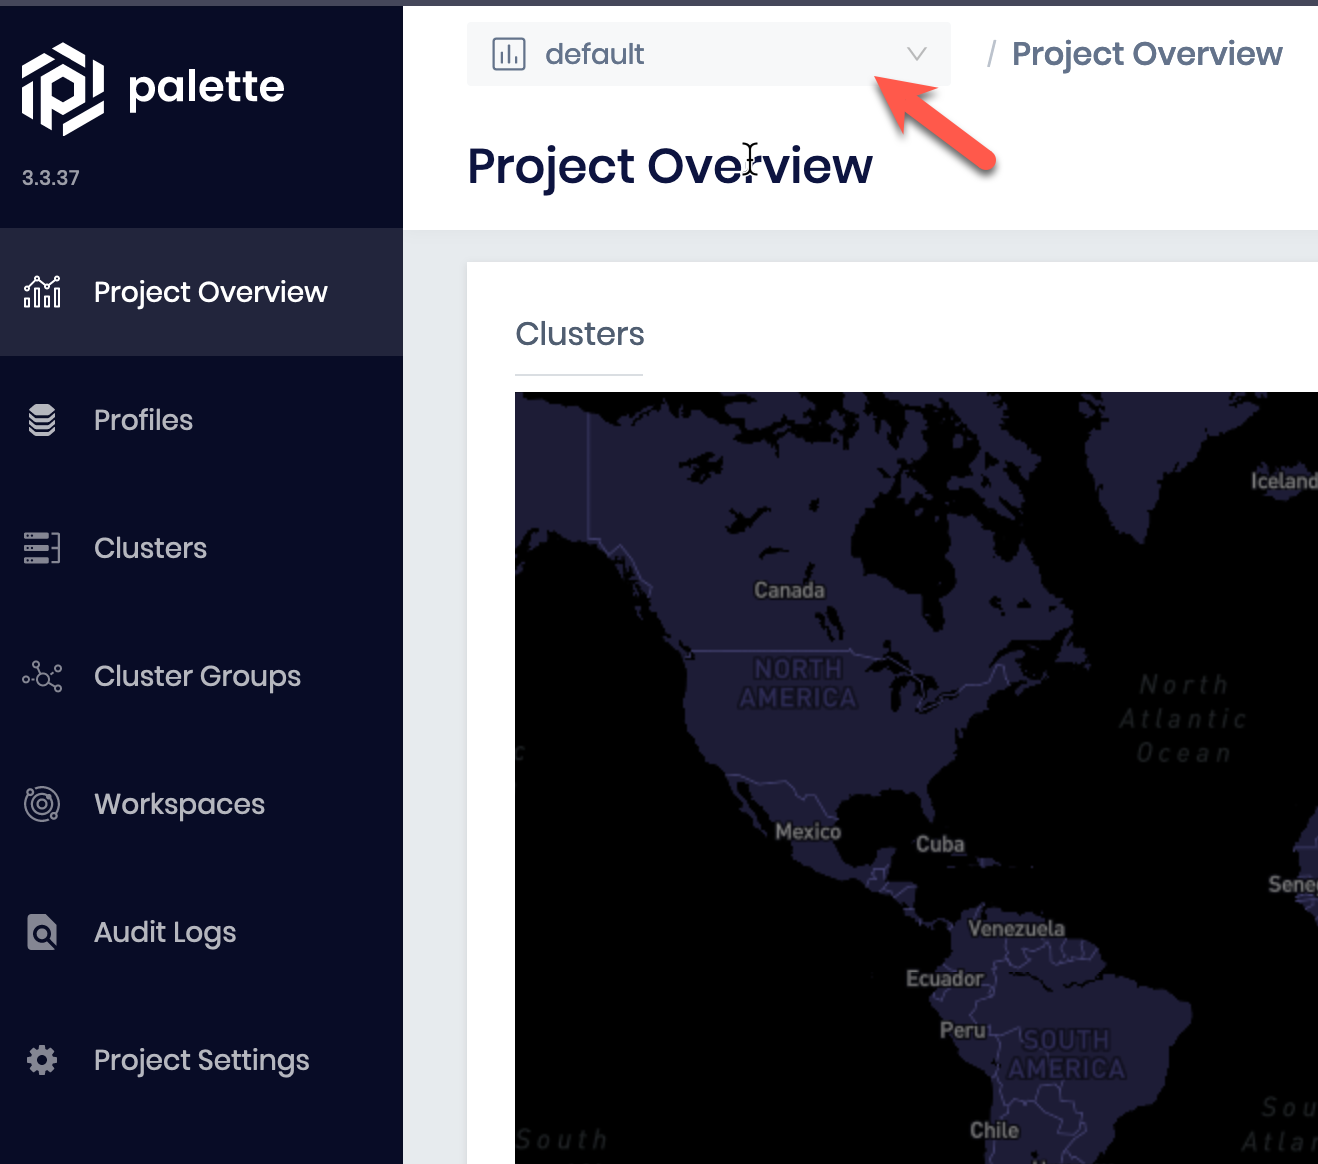 palette
3.3.37
Project Overview
Profiles
Clusters
Cluster Groups
Workspaces
Audit Logs
Project Settings
default
/ Project Overview
Project Overview
Clusters
Iceland
Canada
NORTH
AMERICA
North
Atlantic
Ocean
c
Mexico
Cuba
Sene
Venezuela
Ecuador
Peru
SOUTH
AMERICA
Chile
South
Sou
Atlan